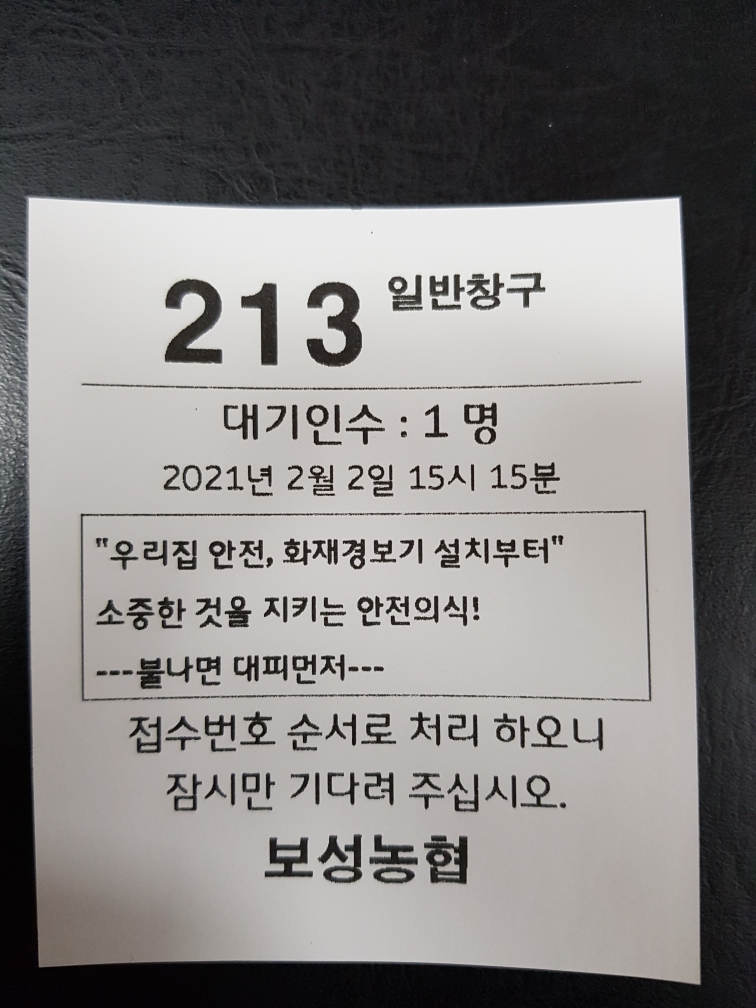 213 일반창구
대기인수 : 1 명
2021년 2월 2일 15시 15분
"우리집 안전, 화재경보기 설치부터"
소중한 것을 지키는 안전의식!
---불나면 대피먼저---
접수번호 순서로 처리 하오니
잠시만 기다려 주십시오.
보성농협